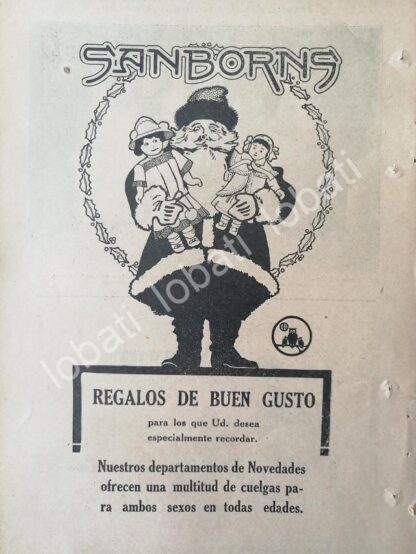 SANBORNS
lobati lobati lobati
REGALOS DE BUEN GUSTO
para los que Ud. desea
especialmente recordar.
Nuestros departamentos de Novedades
ofrecen una multitud de cuelgas pa-
ra ambos sexos en todas edades.